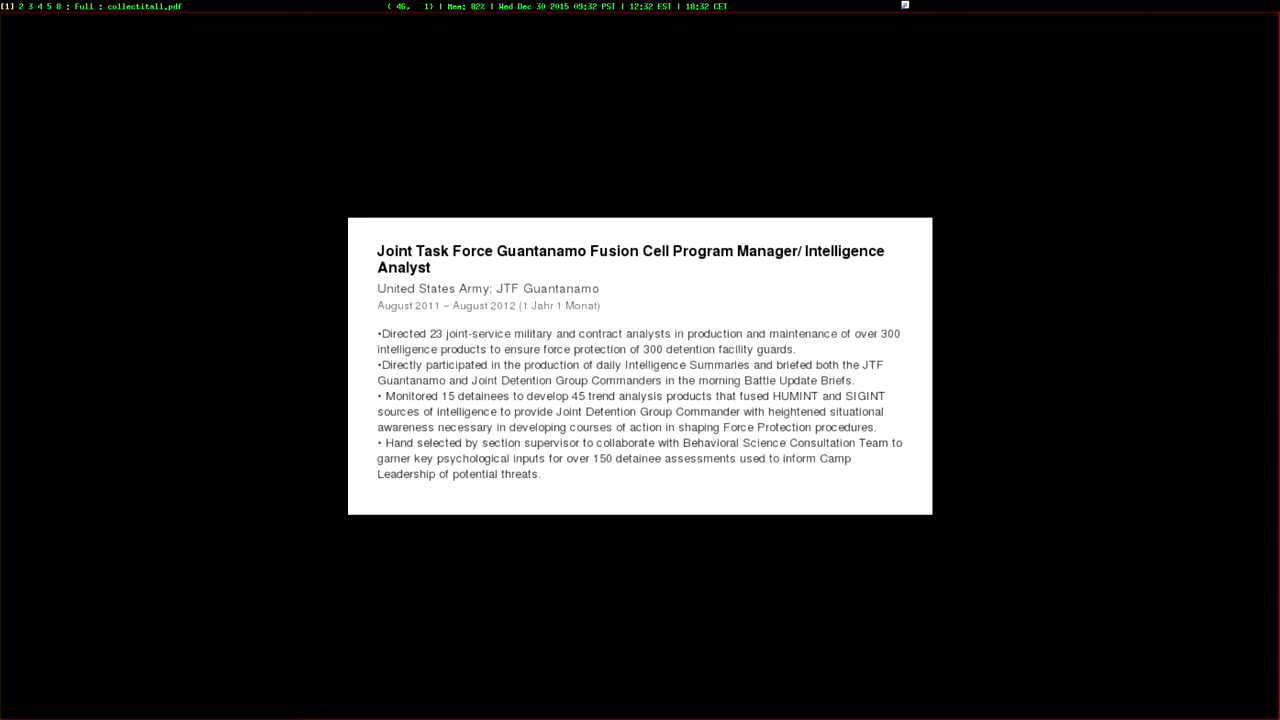 [1] 2 3 4 5 8 : Full : collectitall.pdf ( 46, 1) | Mem: 82% | Wed Dec 30 2015 09:32 PST | 12:32 EST | 18:32 CET
Joint Task Force Guantanamo Fusion Cell Program Manager/ Intelligence
Analyst
United States Army; JTF Guantanamo
August 2011 – August 2012 (1 Jahr 1 Monat)
•Directed 23 joint-service military and contract analysts in production and maintenance of over 300
intelligence products to ensure force protection of 300 detention facility guards.
•Directly participated in the production of daily Intelligence Summaries and briefed both the JTF
Guantanamo and Joint Detention Group Commanders in the morning Battle Update Briefs.
• Monitored 15 detainees to develop 45 trend analysis products that fused HUMINT and SIGINT
sources of intelligence to provide Joint Detention Group Commander with heightened situational
awareness necessary in developing courses of action in shaping Force Protection procedures.
• Hand selected by section supervisor to collaborate with Behavioral Science Consultation Team to
garner key psychological inputs for over 150 detainee assessments used to inform Camp
Leadership of potential threats.